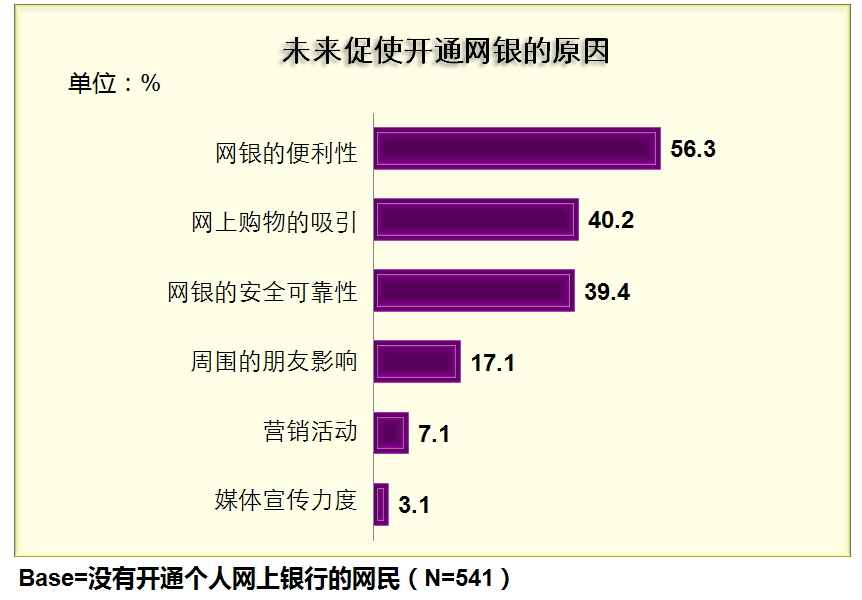 未来促使开通网银的原因
单位：%
网银的便利性 56.3
网上购物的吸引 40.2
网银的安全可靠性 39.4
周围的朋友影响 17.1
营销活动 7.1
媒体宣传力度 3.1
Base=没有开通个人网上银行的网民（N=541）